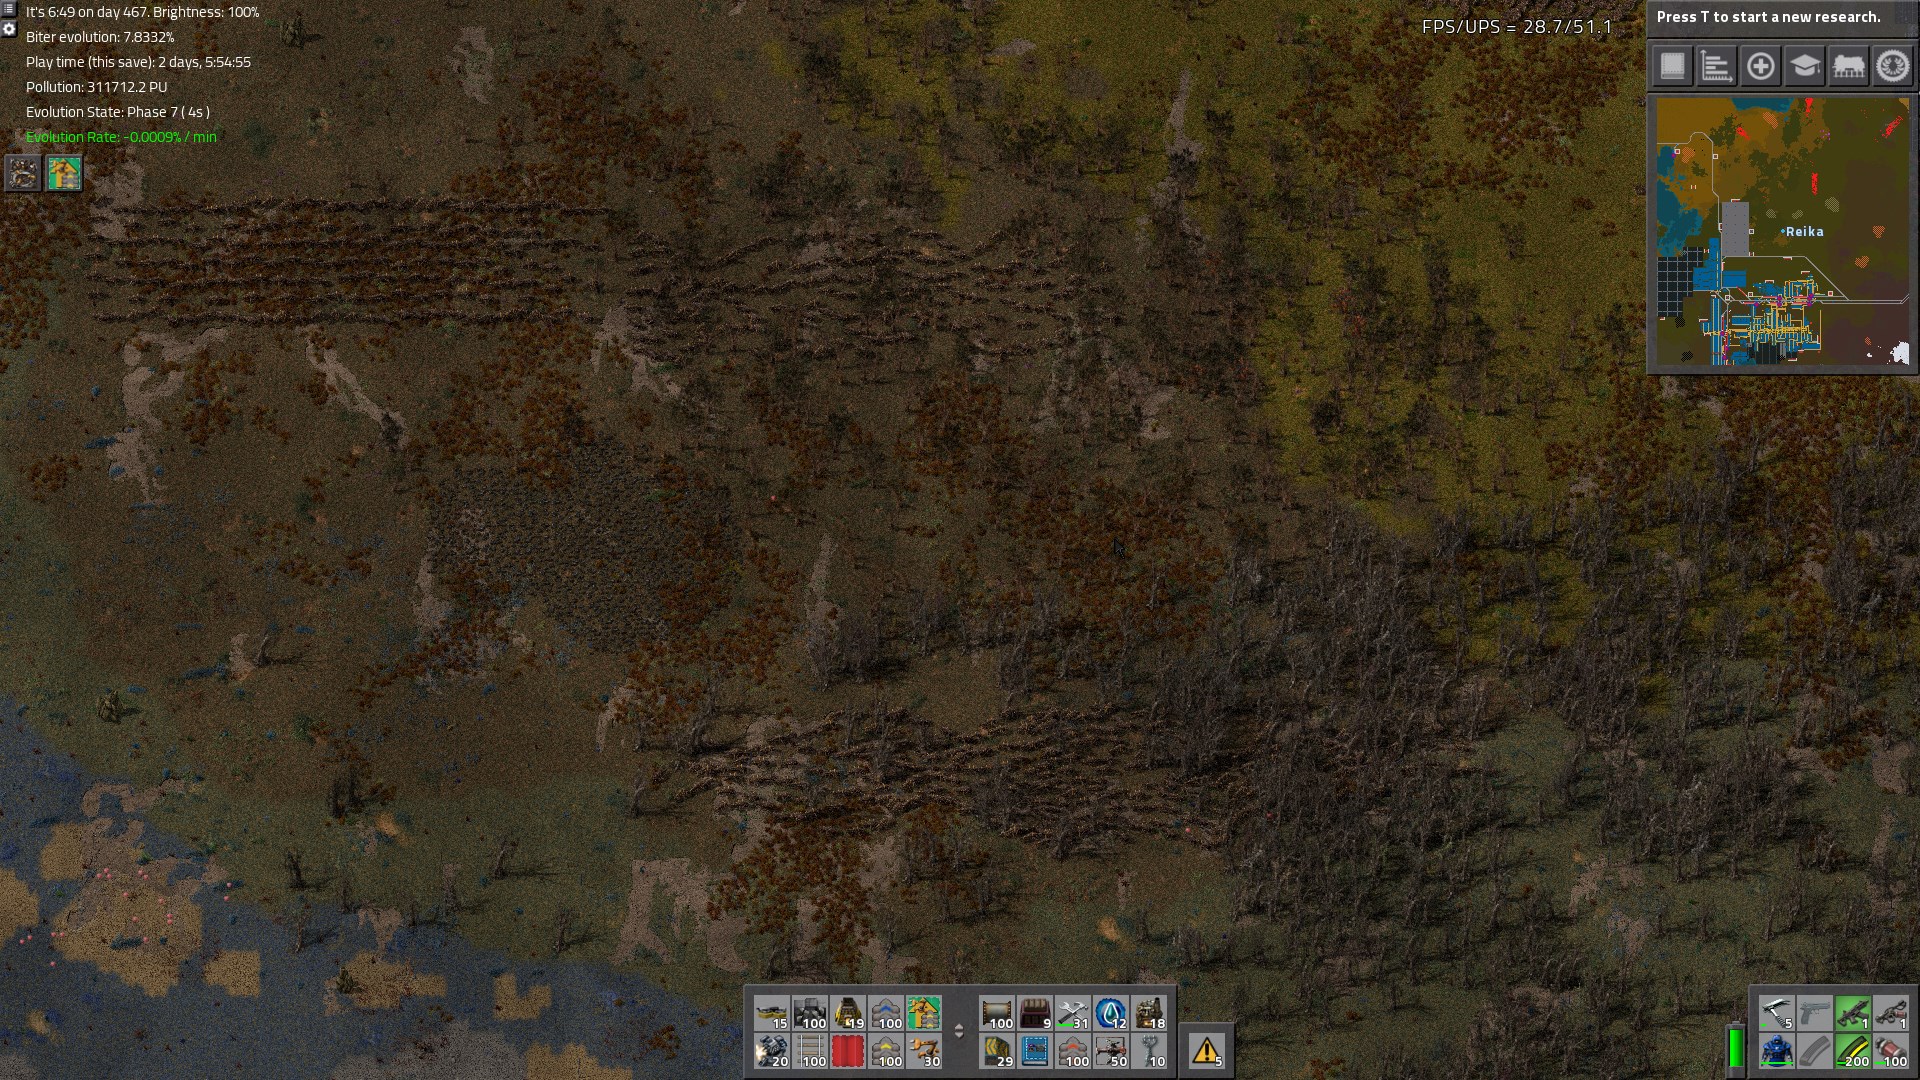 It's 6:49 on day 467. Brightness: 100%
Biter evolution: 7.8332%
Play time (this save): 2 days, 5:54:55
Pollution: 311712.2 PU
Evolution State: Phase 7 ( 4s )
Evolution Rate: -0.0009% / min
FPS/UPS = 28.7/51.1
Press T to start a new research.
Reika
15 100 19 100
100 9 31 12 18
20 100 100 30
29 100 50 10
5
5 1 1
200 100